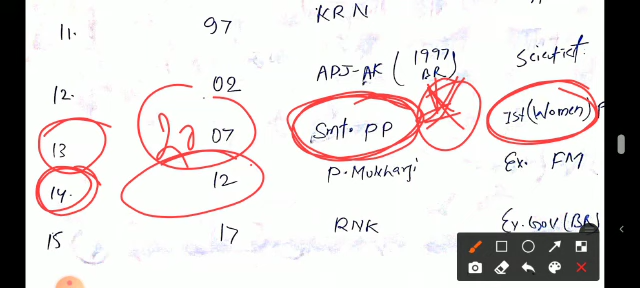 11. 97 KRN
12. 02 APJ-AK (1997 BR) Scientist.
13 07 Smt. PP 1st (Women)
14. 12 P. Mukharji Ex. FM
15 17 RNK Ex. Gov (BR)